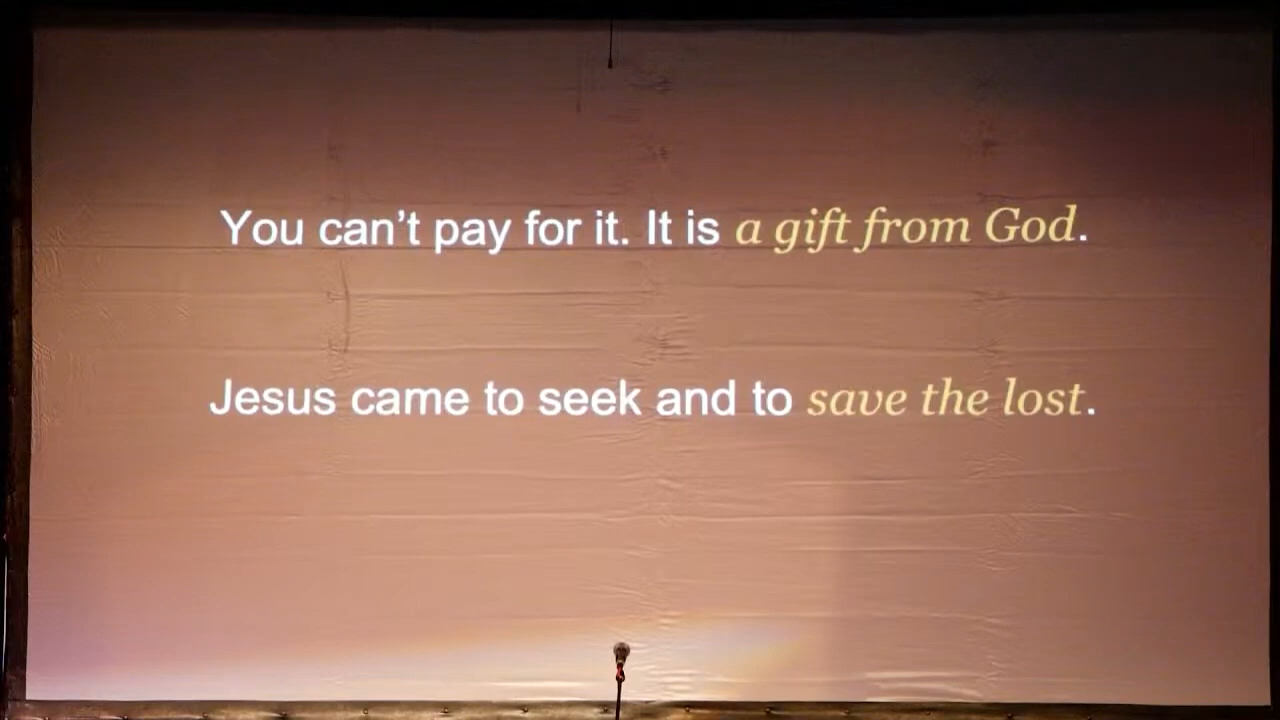 You can’t pay for it. It is a gift from God.
Jesus came to seek and to save the lost.